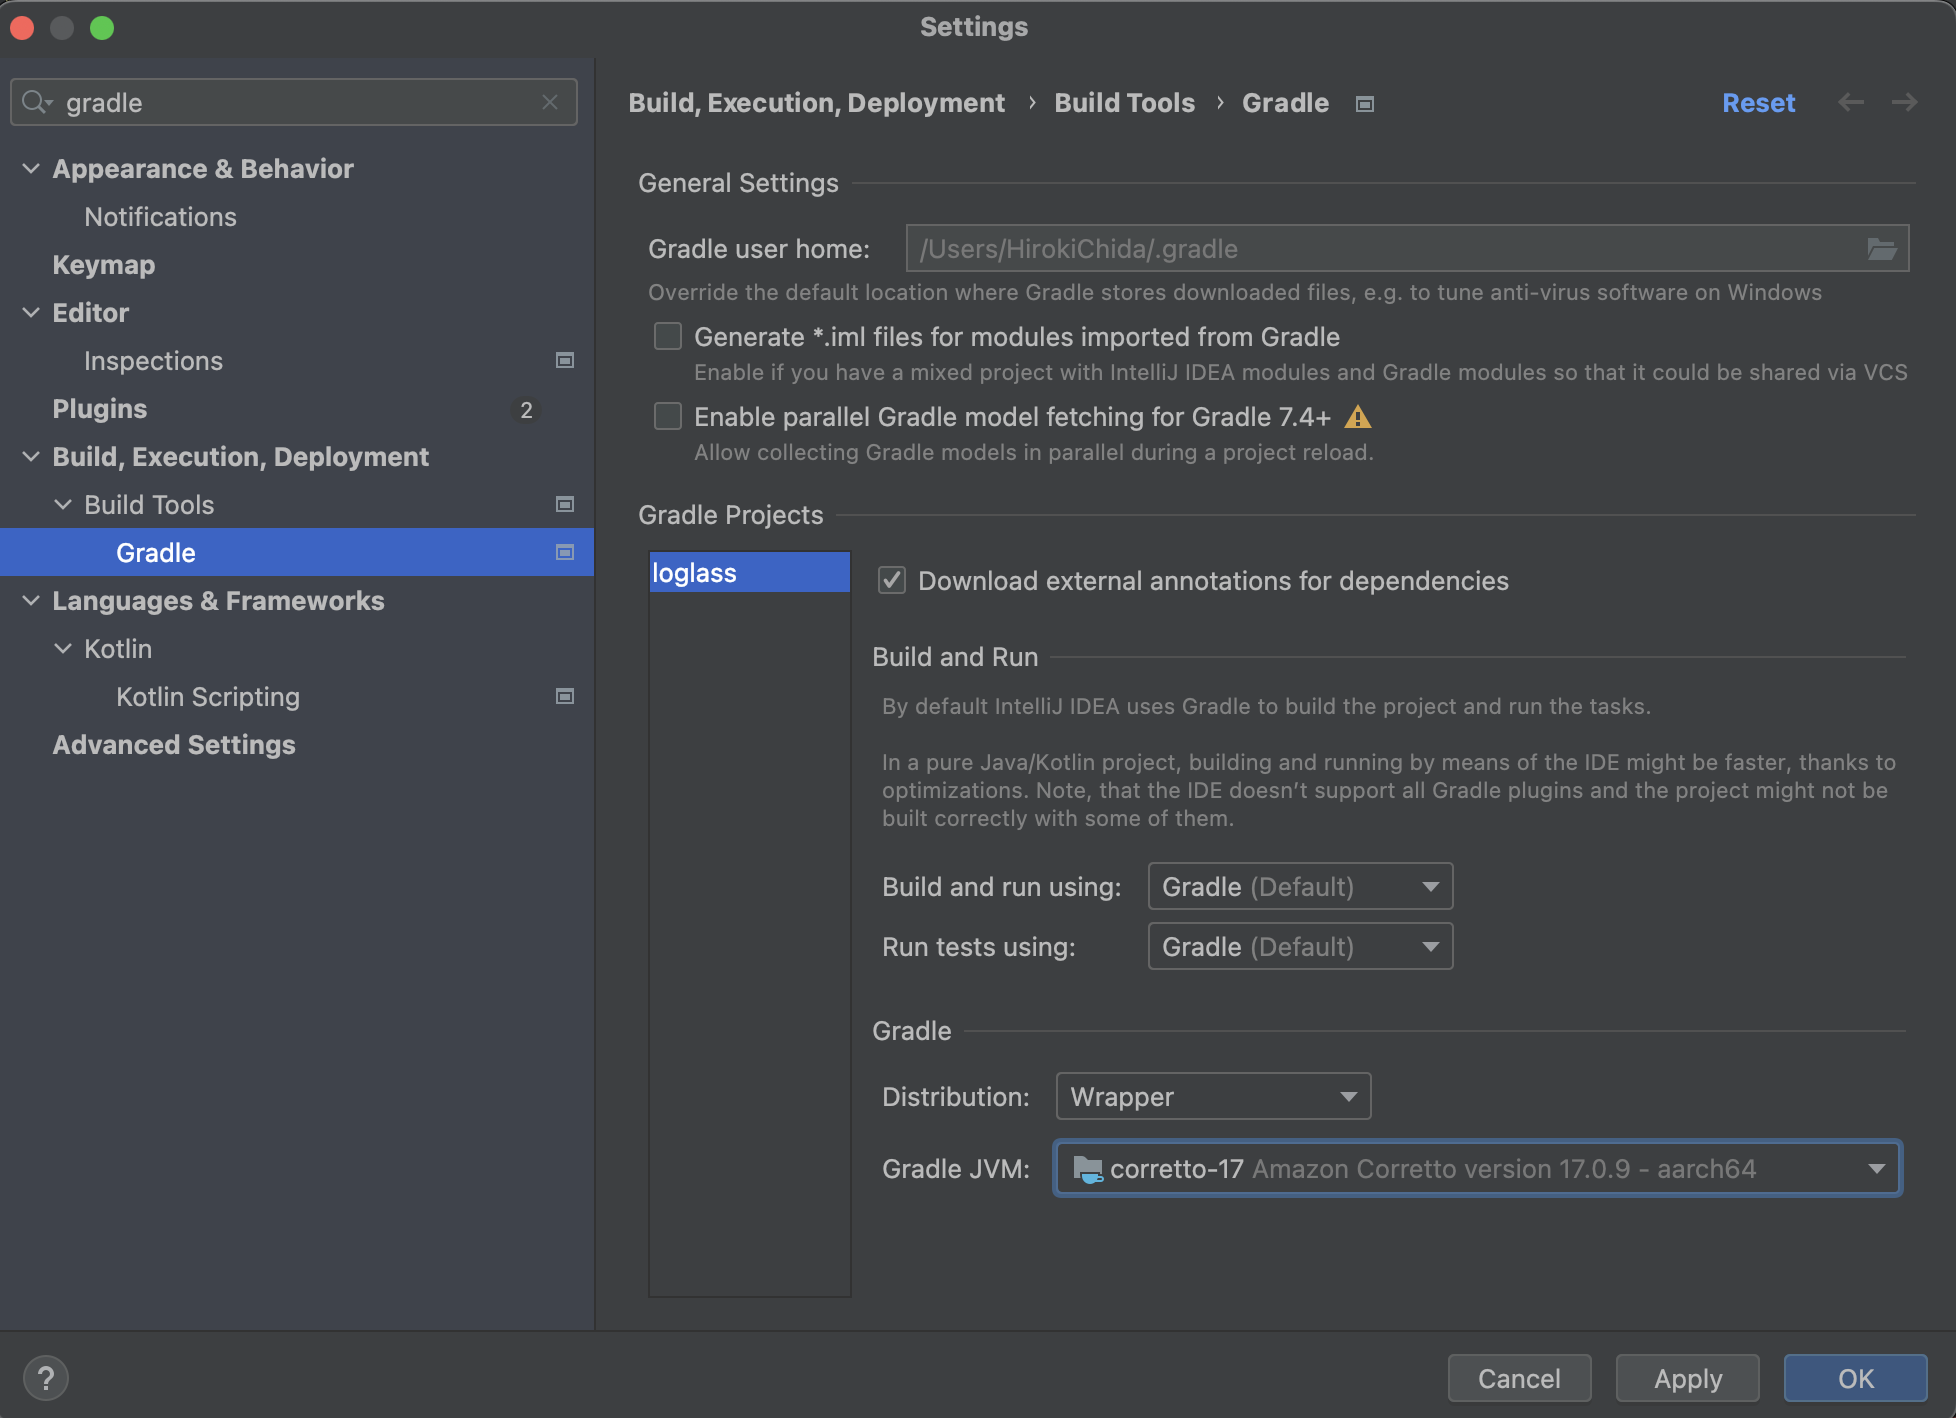 Settings
gradle
Appearance & Behavior
Notifications
Keymap
Editor
Inspections
Plugins 2
Build, Execution, Deployment
Build Tools
Gradle
Languages & Frameworks
Kotlin
Kotlin Scripting
Advanced Settings
Build, Execution, Deployment › Build Tools › Gradle Reset
General Settings
Gradle user home: /Users/HirokiChida/.gradle
Override the default location where Gradle stores downloaded files, e.g. to tune anti-virus software on Windows
Generate *.iml files for modules imported from Gradle
Enable if you have a mixed project with IntelliJ IDEA modules and Gradle modules so that it could be shared via VCS
Enable parallel Gradle model fetching for Gradle 7.4+
Allow collecting Gradle models in parallel during a project reload.
Gradle Projects
loglass
Download external annotations for dependencies
Build and Run
By default IntelliJ IDEA uses Gradle to build the project and run the tasks.
In a pure Java/Kotlin project, building and running by means of the IDE might be faster, thanks to
optimizations. Note, that the IDE doesn't support all Gradle plugins and the project might not be
built correctly with some of them.
Build and run using: Gradle (Default)
Run tests using: Gradle (Default)
Gradle
Distribution: Wrapper
Gradle JVM: corretto-17 Amazon Corretto version 17.0.9 - aarch64
?
Cancel
Apply
OK